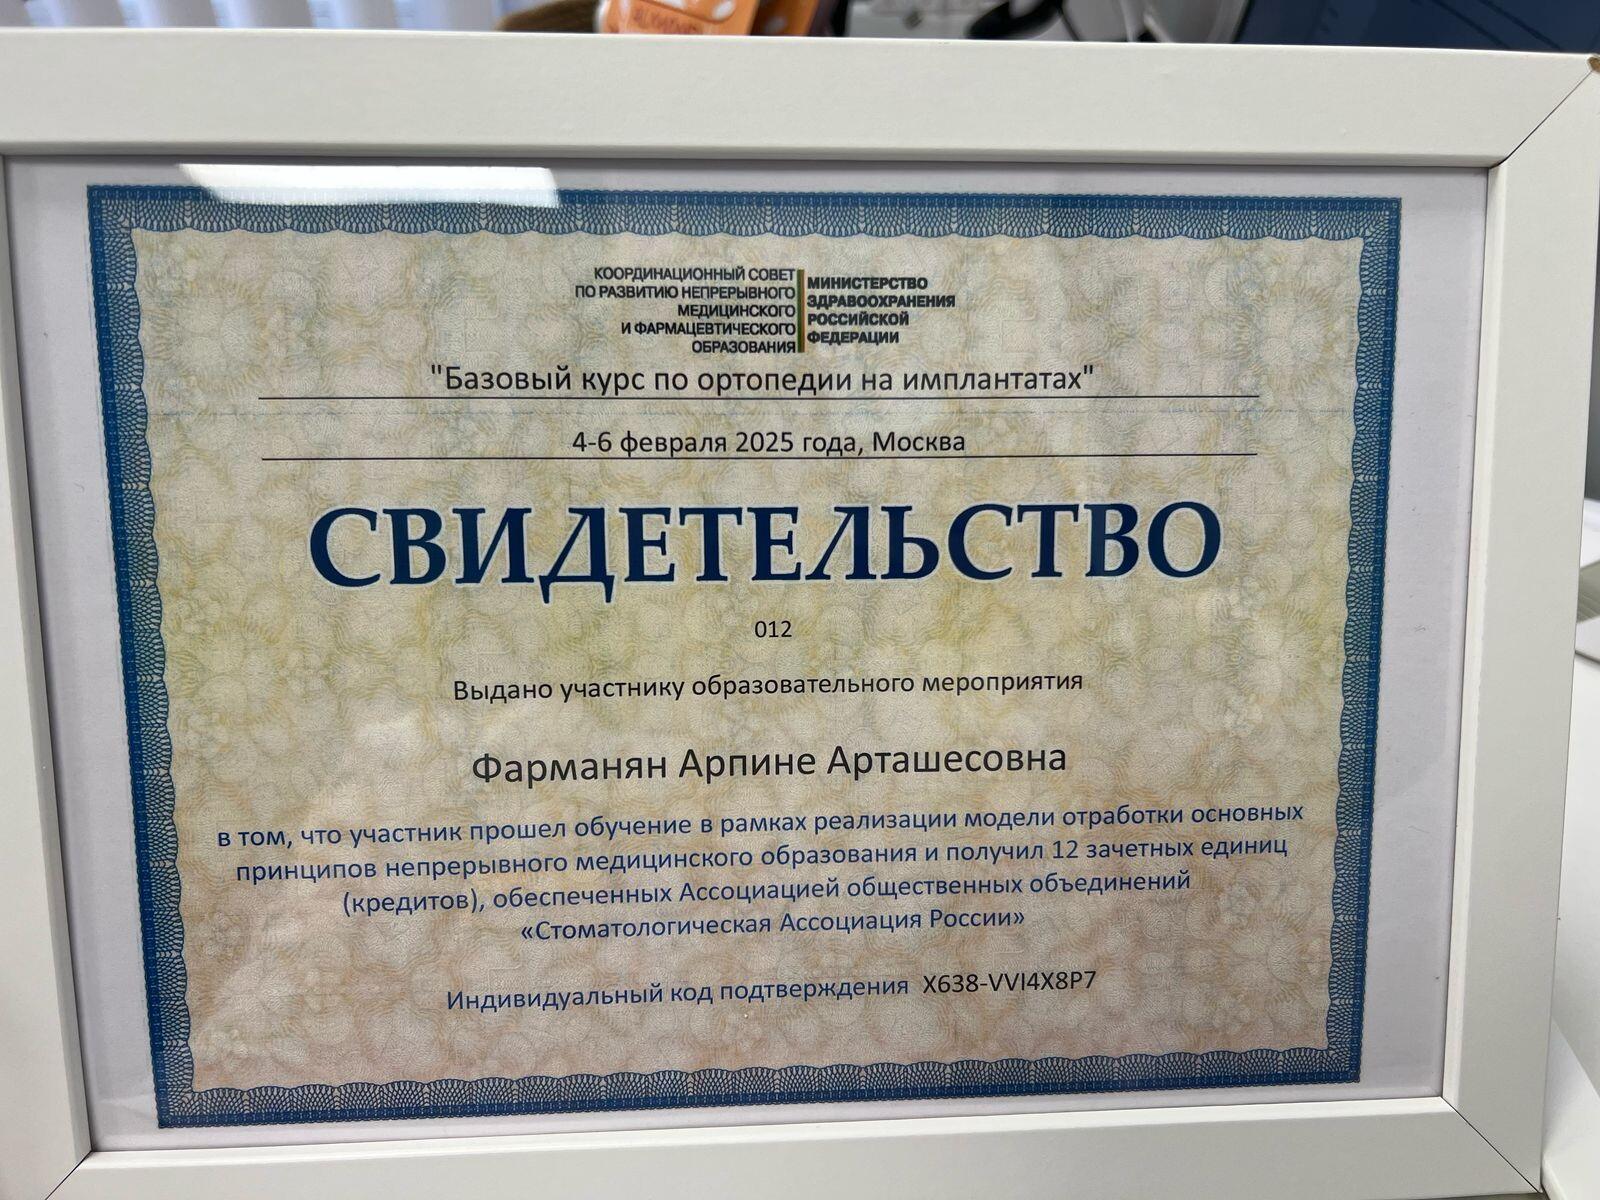 КООРДИНАЦИОННЫЙ СОВЕТ
ПО РАЗВИТИЮ НЕПРЕРЫВНОГО
МЕДИЦИНСКОГО
И ФАРМАЦЕВТИЧЕСКОГО
ОБРАЗОВАНИЯ
МИНИСТЕРСТВО
ЗДРАВООХРАНЕНИЯ
РОССИЙСКОЙ
ФЕДЕРАЦИИ
"Базовый курс по ортопедии на имплантатах"
4-6 февраля 2025 года, Москва
СВИДЕТЕЛЬСТВО
012
Выдано участнику образовательного мероприятия
Фарманян Арпине Арташесовна
в том, что участник прошел обучение в рамках реализации модели отработки основных
принципов непрерывного медицинского образования и получил 12 зачетных единиц
(кредитов), обеспеченных Ассоциацией общественных объединений
«Стоматологическая Ассоциация России»
Индивидуальный код подтверждения X638-VVI4X8P7